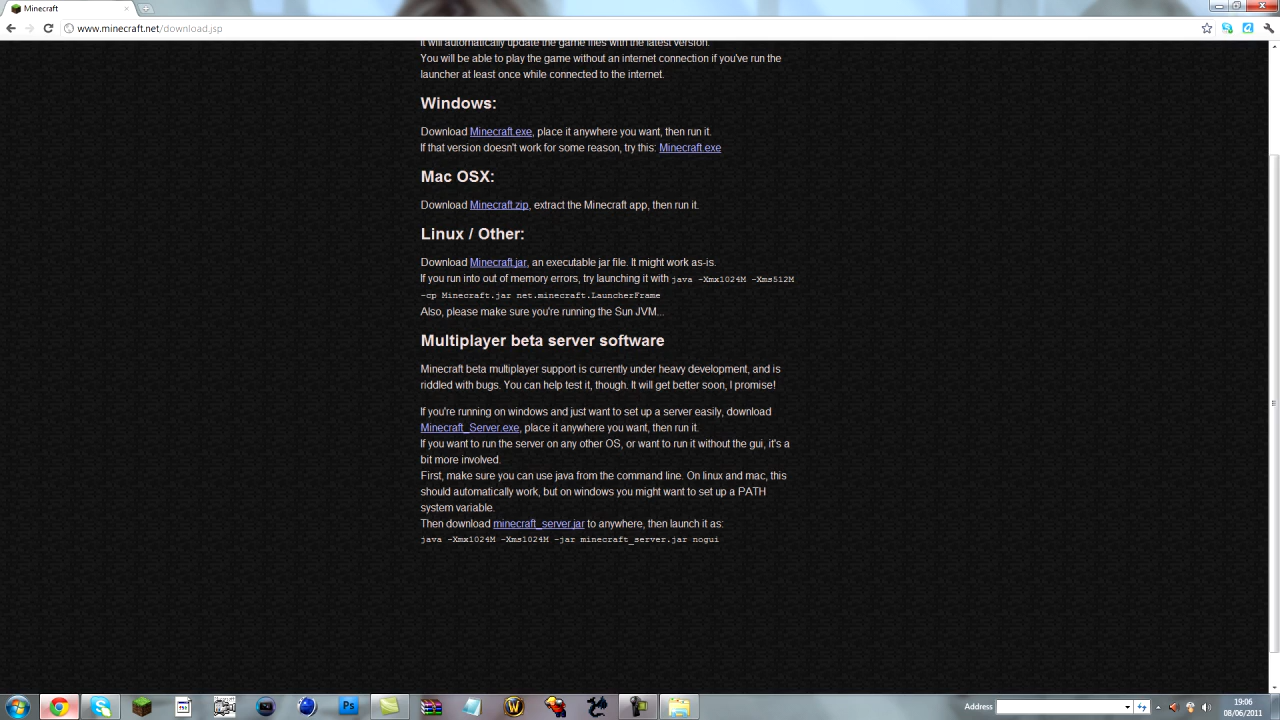 Minecraft
www.minecraft.net/download.jsp
It will automatically update the game files with the latest version.
You will be able to play the game without an internet connection if you've run the
launcher at least once while connected to the internet.
Windows:
Download Minecraft.exe, place it anywhere you want, then run it.
If that version doesn't work for some reason, try this: Minecraft.exe
Mac OSX:
Download Minecraft.zip, extract the Minecraft app, then run it.
Linux / Other:
Download Minecraft.jar, an executable jar file. It might work as-is.
If you run into out of memory errors, try launching it with java -Xmx1024M -Xms512M
-cp Minecraft.jar net.minecraft.LauncherFrame
Also, please make sure you're running the Sun JVM...
Multiplayer beta server software
Minecraft beta multiplayer support is currently under heavy development, and is
riddled with bugs. You can help test it, though. It will get better soon, I promise!
If you're running on windows and just want to set up a server easily, download
Minecraft_Server.exe, place it anywhere you want, then run it.
If you want to run the server on any other OS, or want to run it without the gui, it's a
bit more involved.
First, make sure you can use java from the command line. On linux and mac, this
should automatically work, but on windows you might want to set up a PATH
system variable.
Then download minecraft_server.jar to anywhere, then launch it as:
java -Xmx1024M -Xms1024M -jar minecraft_server.jar nogui
Ps
Address
19:06
08/06/2011